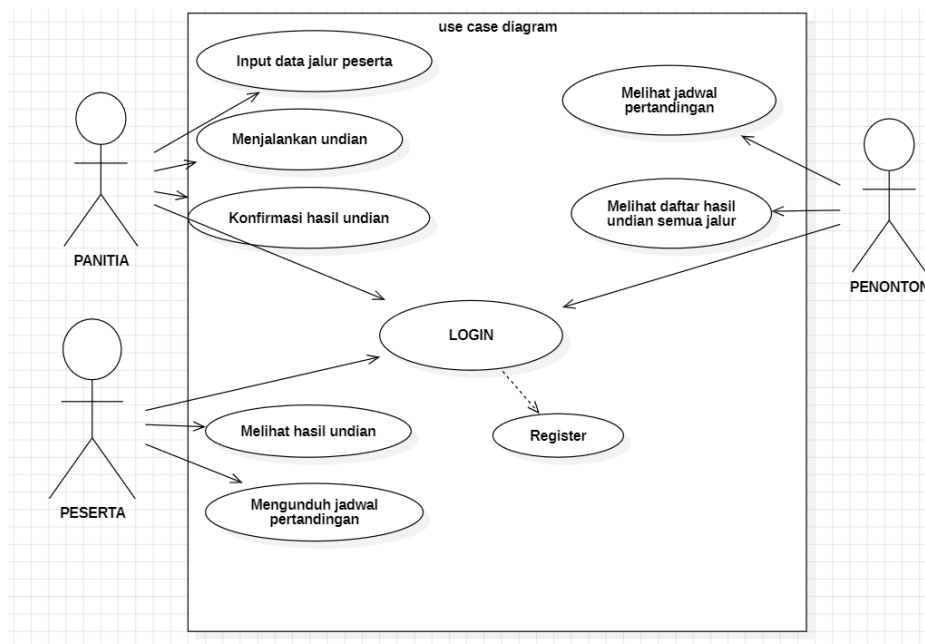 use case diagram
Input data jalur peserta
Menjalankan undian
Konfirmasi hasil undian
PANITIA
Melihat jadwal
pertandingan
Melihat daftar hasil
undian semua jalur
PENONTON
LOGIN
Register
Melihat hasil undian
Mengunduh jadwal
pertandingan
PESERTA